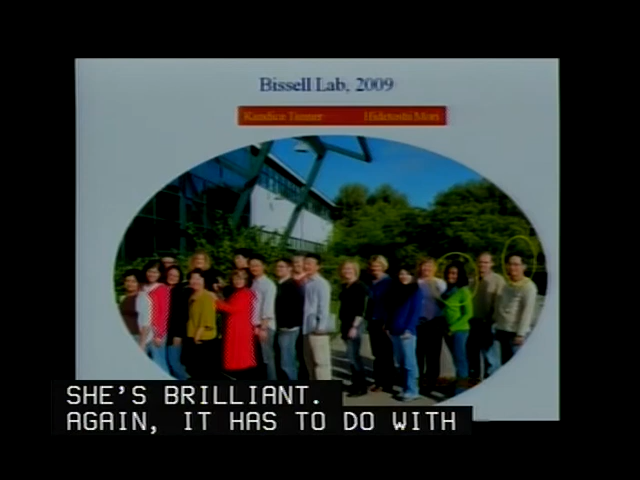 Bissell Lab, 2009
Kandice Tanner Hidetoshi Mori
SHE'S BRILLIANT.
AGAIN, IT HAS TO DO WITH